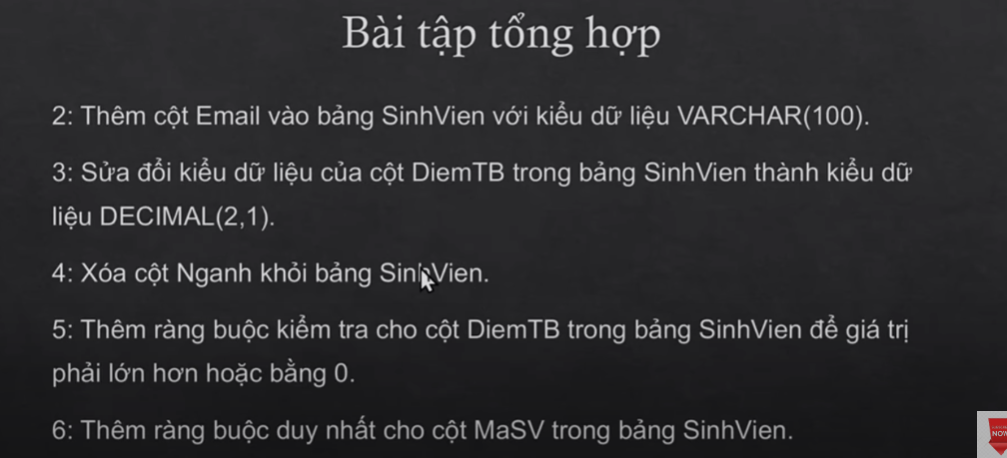 Bài tập tổng hợp
2: Thêm cột Email vào bảng SinhVien với kiểu dữ liệu VARCHAR(100).
3: Sửa đổi kiểu dữ liệu của cột DiemTB trong bảng SinhVien thành kiểu dữ
liệu DECIMAL(2,1).
4: Xóa cột Nganh khỏi bảng SinhVien.
5: Thêm ràng buộc kiểm tra cho cột DiemTB trong bảng SinhVien để giá trị
phải lớn hơn hoặc bằng 0.
6: Thêm ràng buộc duy nhất cho cột MaSV trong bảng SinhVien.